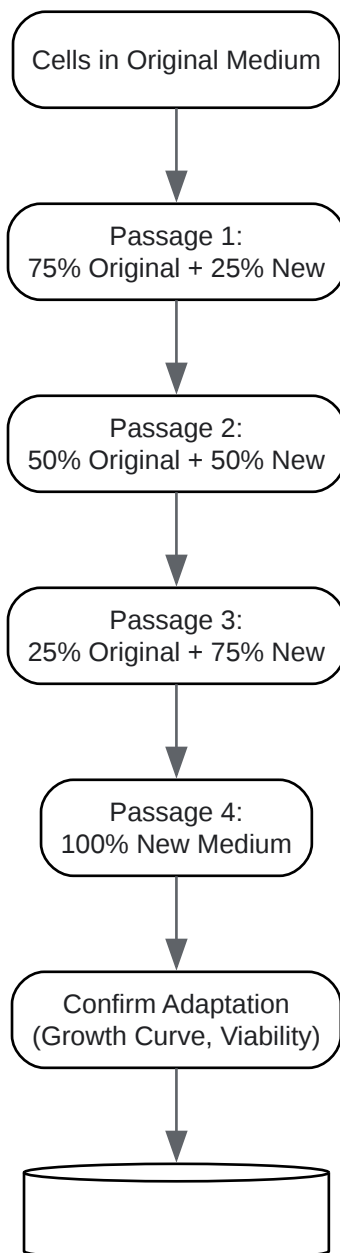 Cells in Original Medium
Passage 1:
75% Original + 25% New
Passage 2:
50% Original + 50% New
Passage 3:
25% Original + 75% New
Passage 4:
100% New Medium
Confirm Adaptation
(Growth Curve, Viability)